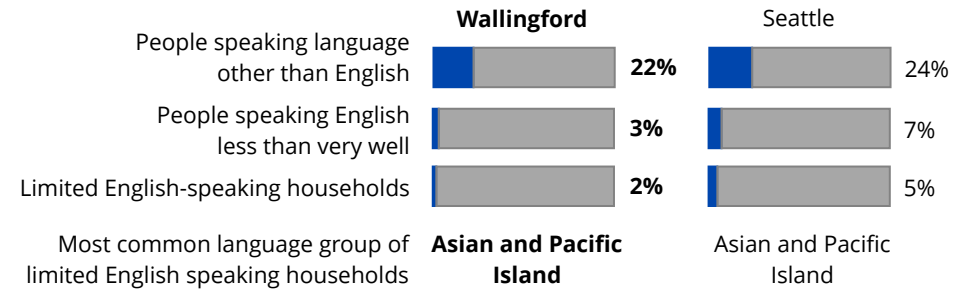 Wallingford Seattle
People speaking language
other than English 22% 24%
People speaking English
less than very well 3% 7%
Limited English-speaking households 2% 5%
Most common language group of Asian and Pacific Asian and Pacific
limited English speaking households Island Island